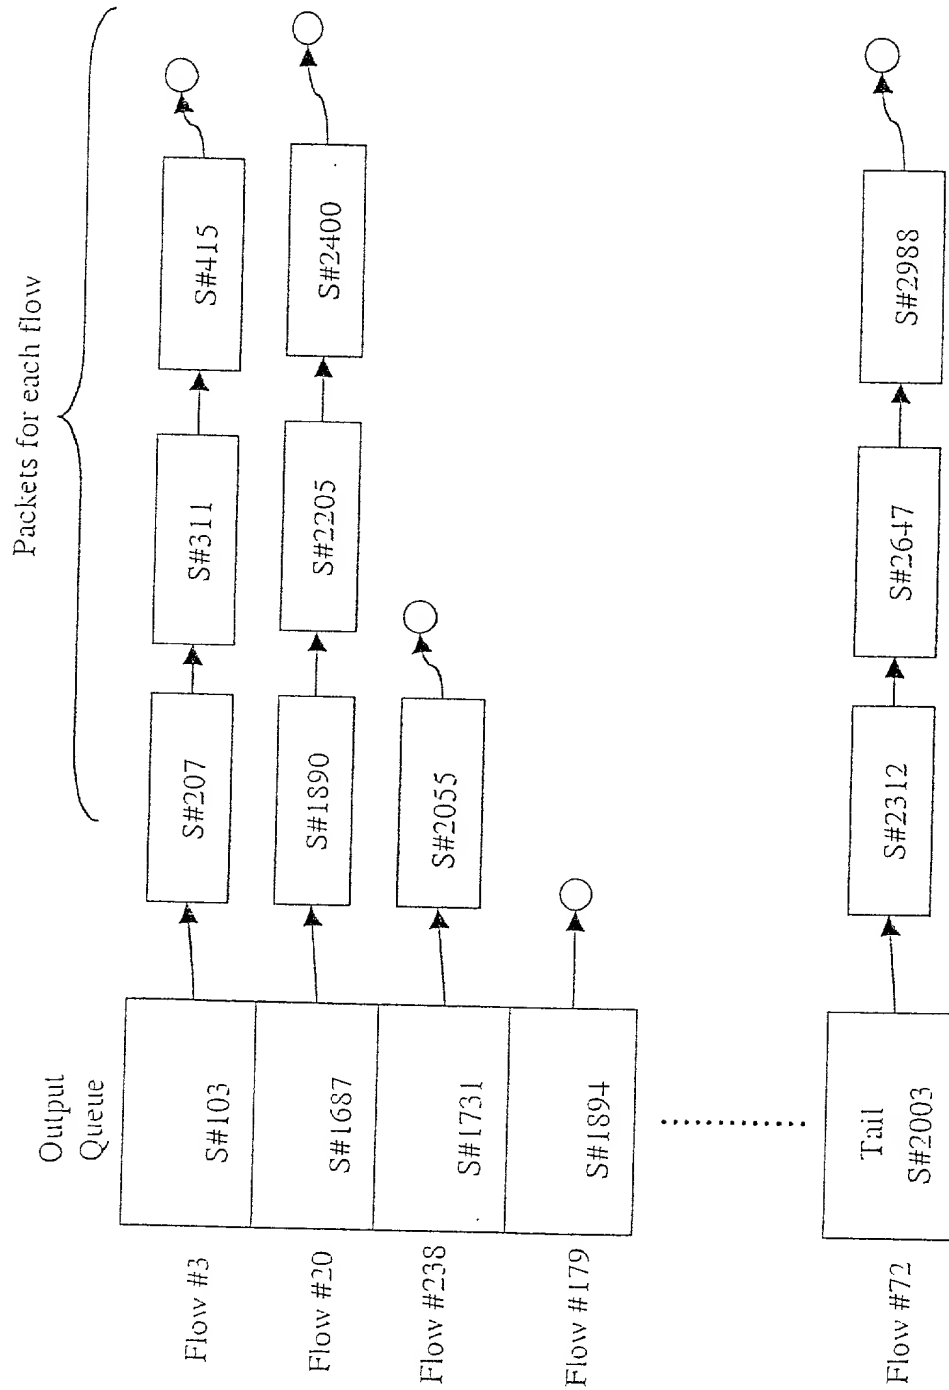 Packets for each flow
Output
Queue
Flow #3
S#103
S#207
S#311
S#415
Flow #20
S#1687
S#1890
S#2205
S#2400
Flow #238
S#1731
S#2055
Flow #179
S#1894
Flow #72
Tail
S#2003
S#2312
S#2647
S#2988